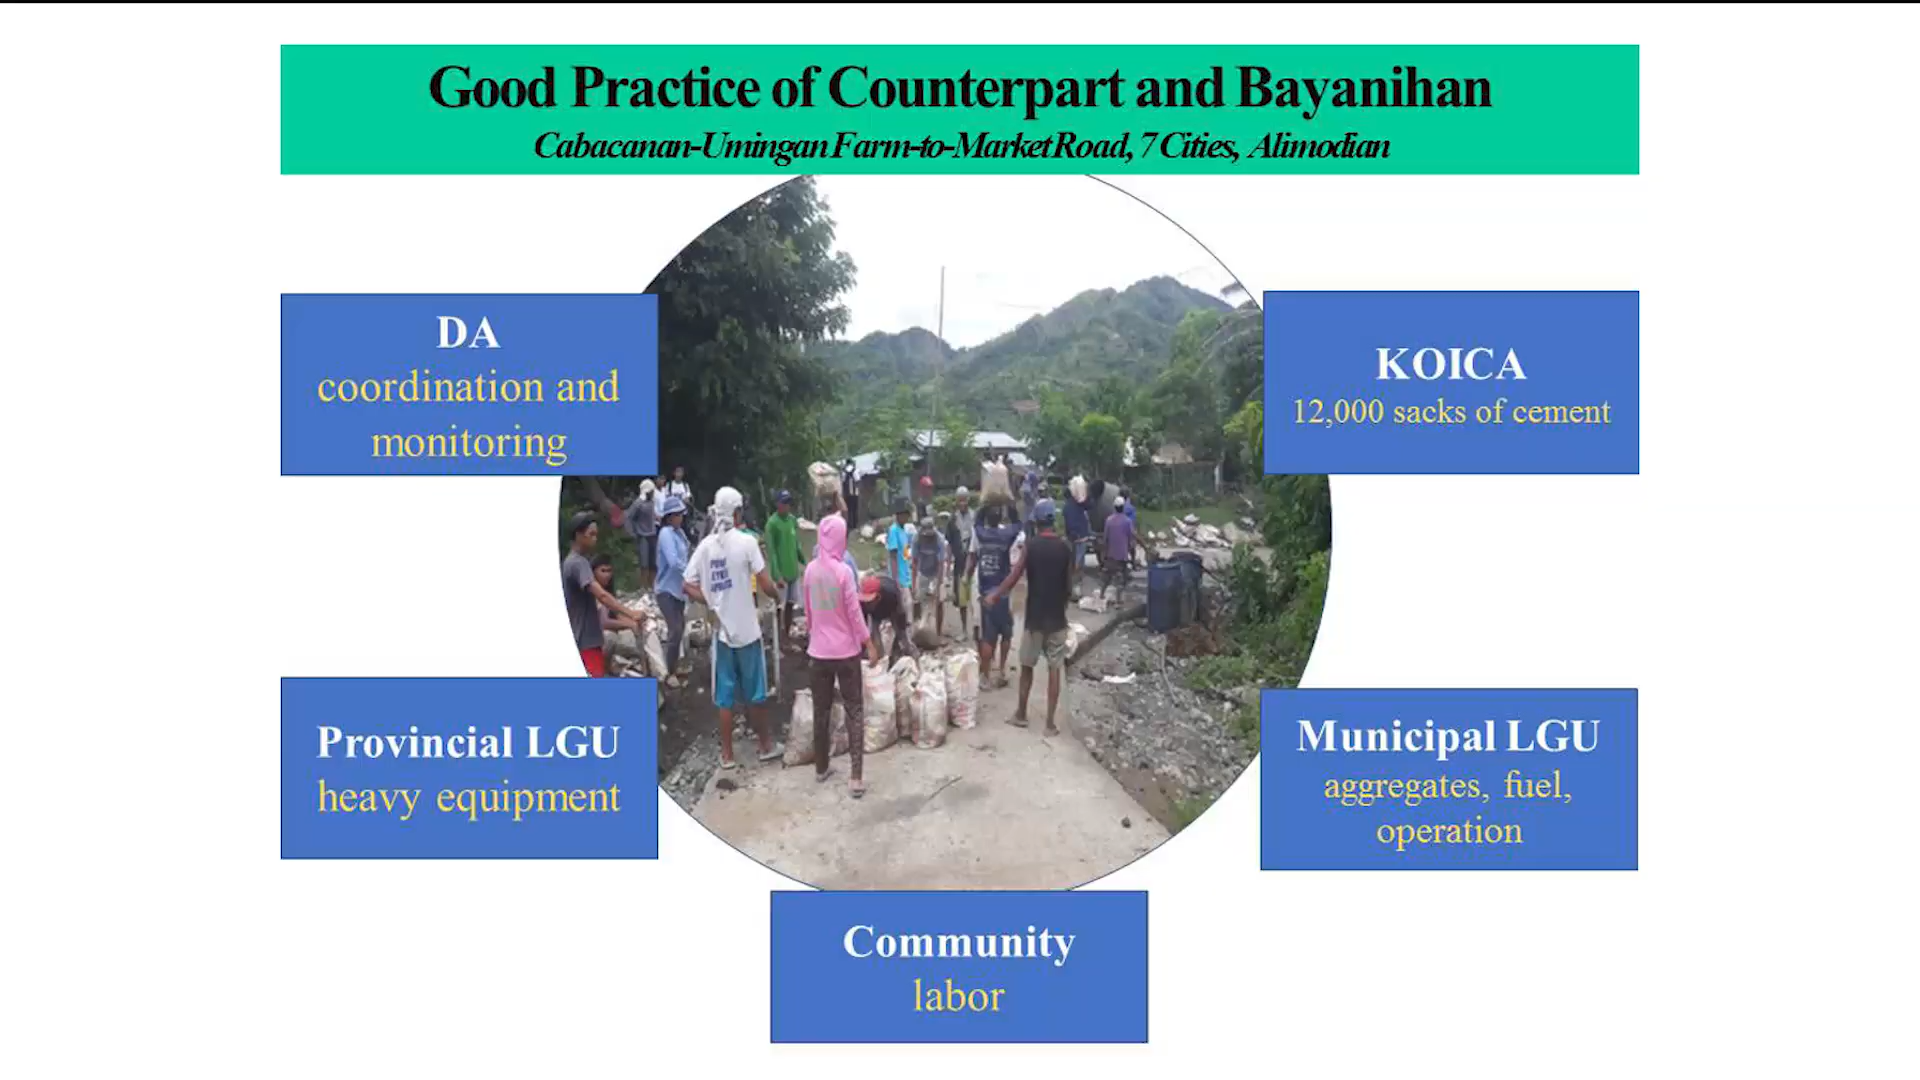 Good Practice of Counterpart and Bayanihan
Cabacanan-Umingan Farm-to-Market Road, 7 Cities, Alimodian
DA
coordination and
monitoring
KOICA
12,000 sacks of cement
Provincial LGU
heavy equipment
Municipal LGU
aggregates, fuel,
operation
Community
labor